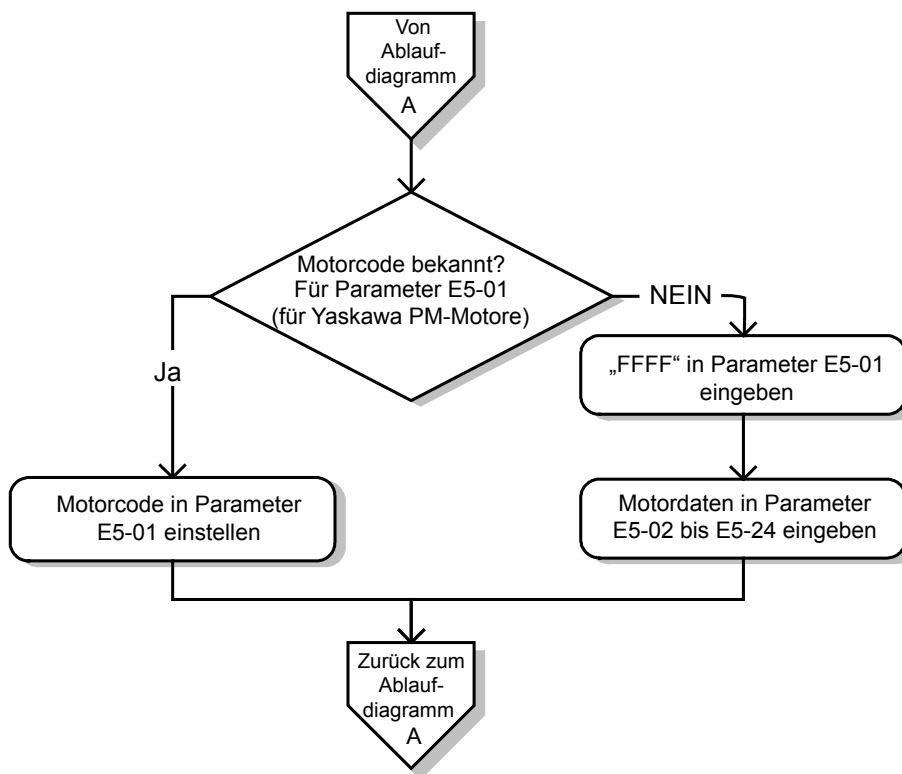 Von
Ablauf-
diagramm
A
Motorcode bekannt?
Für Parameter E5-01
(für Yaskawa PM-Motore)
NEIN
Ja
„FFFF“ in Parameter E5-01
eingeben
Motorcode in Parameter
E5-01 einstellen
Motordaten in Parameter
E5-02 bis E5-24 eingeben
Zurück zum
Ablauf-
diagramm
A